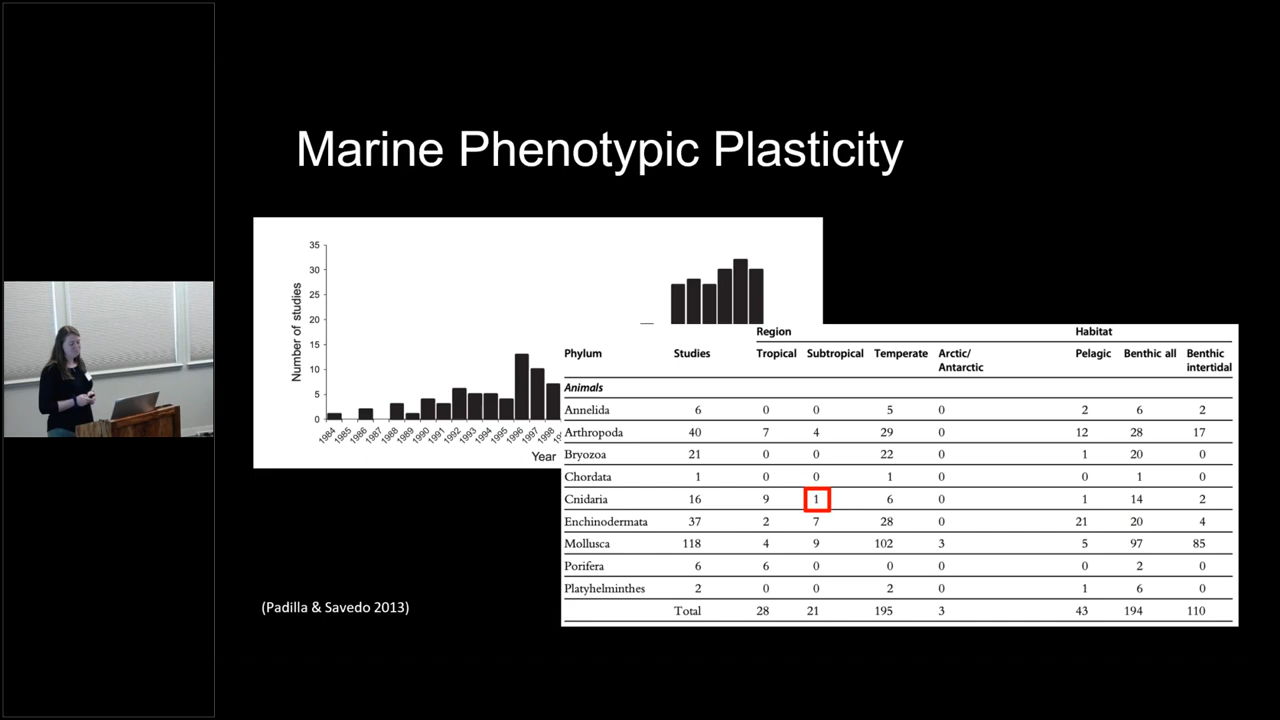 Marine Phenotypic Plasticity
Number of studies
35
30
25
20
15
10
5
0
1984 1985 1986 1987 1988 1989 1990 1991 1992 1993 1994 1995 1996 1997 1998
Year
Region Habitat
Phylum Studies Tropical Subtropical Temperate Arctic/ Pelagic Benthic all Benthic
Antarctic intertidal
Animals
Annelida 6 0 0 5 0 2 6 2
Arthropoda 40 7 4 29 0 12 28 17
Bryozoa 21 0 0 22 0 1 20 0
Chordata 1 0 0 1 0 0 1 0
Cnidaria 16 9 1 6 0 1 14 2
Enchinodermata 37 2 7 28 0 21 20 4
Mollusca 118 4 9 102 3 5 97 85
Porifera 6 6 0 0 0 0 2 0
Platyhelminthes 2 0 0 2 0 1 6 0
Total 28 21 195 3 43 194 110
(Padilla & Savedo 2013)